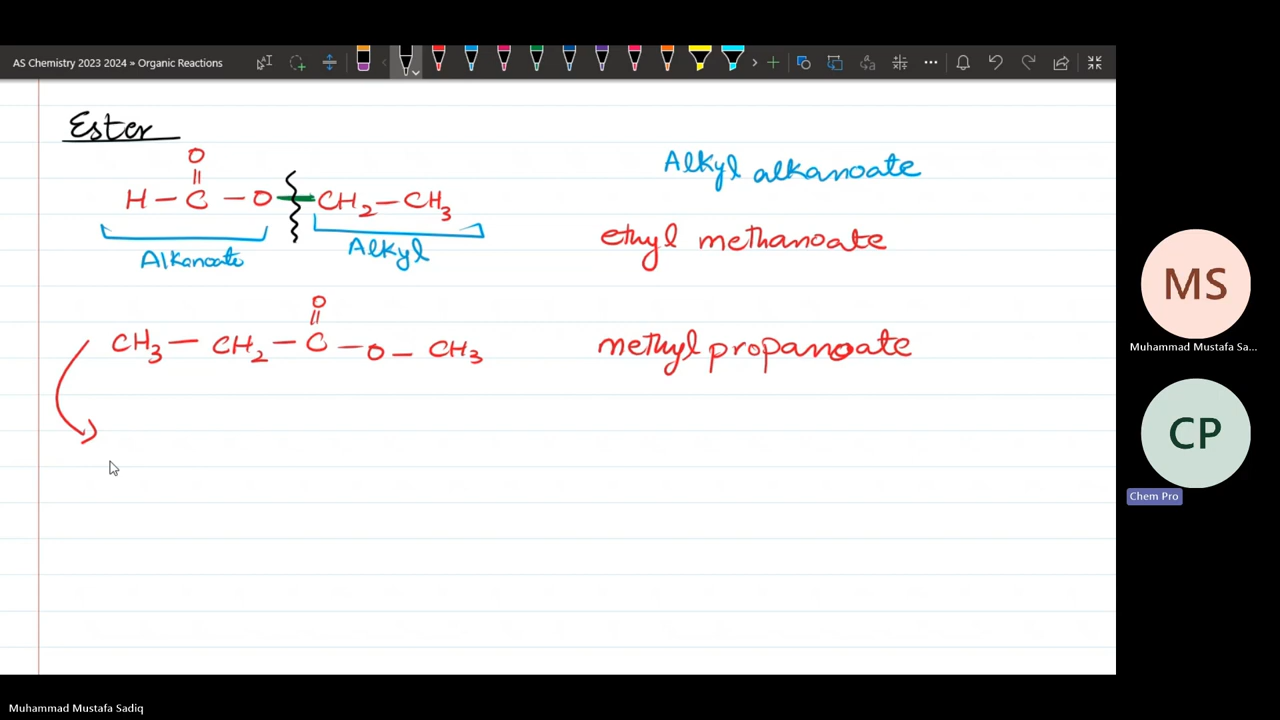 AS Chemistry 2023 2024 » Organic Reactions
Ester
O
||
H — C — O — CH2 — CH3
Alkanoate
Alkyl
Alkyl alkanoate
ethyl methanoate
O
||
CH3 — CH2 — C — O — CH3
methyl propanoate
MS
Muhammad Mustafa Sa...
CP
Chem Pro
Muhammad Mustafa Sadiq